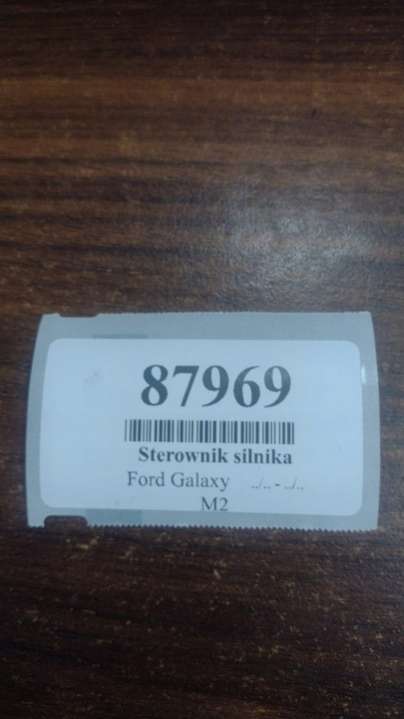 87969
Sterownik silnika
Ford Galaxy ../.. - ../..
M2